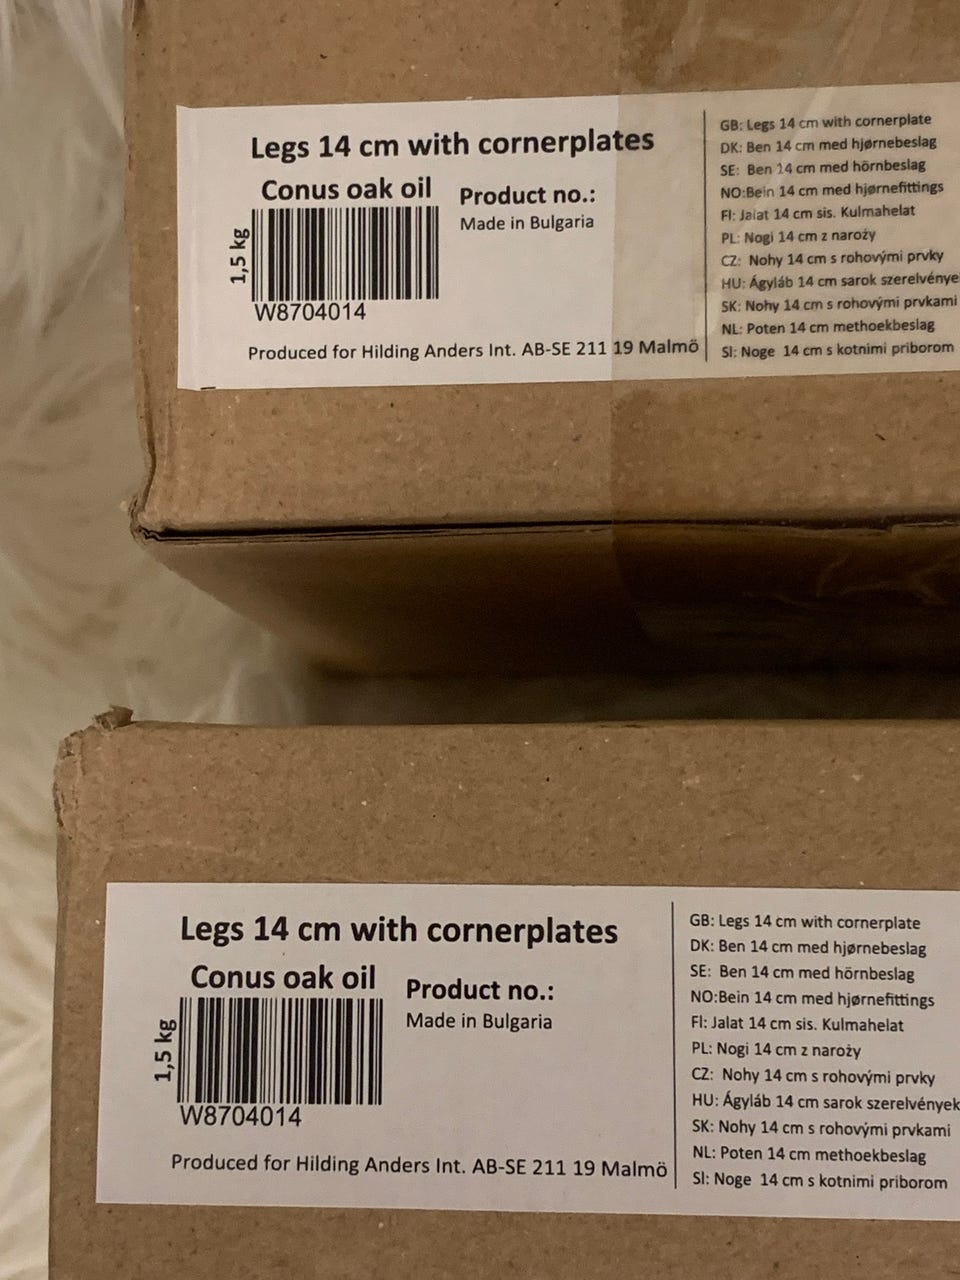 Legs 14 cm with cornerplates
Conus oak oil
Product no.:
Made in Bulgaria
1,5 kg
W8704014
Produced for Hilding Anders Int. AB-SE 211 19 Malmö
GB: Legs 14 cm with cornerplate
DK: Ben 14 cm med hjørnebeslag
SE: Ben 14 cm med hörnbeslag
NO:Bein 14 cm med hjørnefittings
FI: Jalat 14 cm sis. Kulmahelat
PL: Nogi 14 cm z naroży
CZ: Nohy 14 cm s rohovými prvky
HU: Ágyláb 14 cm sarok szerelvénye
SK: Nohy 14 cm s rohovými prvkami
NL: Poten 14 cm methoekbeslag
SI: Noge 14 cm s kotnimi priborom
Legs 14 cm with cornerplates
Conus oak oil
Product no.:
Made in Bulgaria
1,5 kg
W8704014
Produced for Hilding Anders Int. AB-SE 211 19 Malmö
GB: Legs 14 cm with cornerplate
DK: Ben 14 cm med hjørnebeslag
SE: Ben 14 cm med hörnbeslag
NO:Bein 14 cm med hjørnefittings
FI: Jalat 14 cm sis. Kulmahelat
PL: Nogi 14 cm z naroży
CZ: Nohy 14 cm s rohovými prvky
HU: Ágyláb 14 cm sarok szerelvények
SK: Nohy 14 cm s rohovými prvkami
NL: Poten 14 cm methoekbeslag
SI: Noge 14 cm s kotnimi priborom